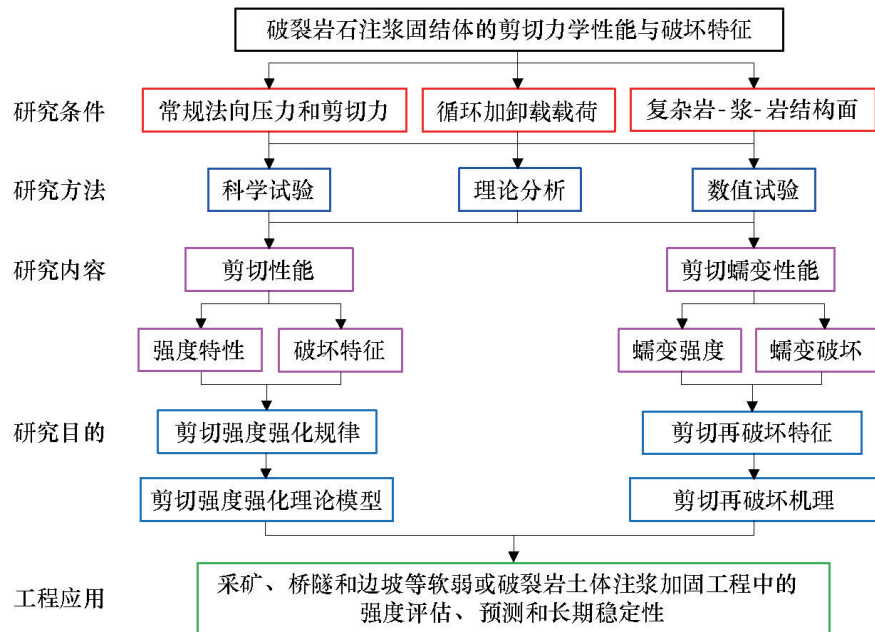 破裂岩石注浆固结体的剪切力学性能与破坏特征
研究条件
常规法向压力和剪切力
循环加卸载载荷
复杂岩-浆-岩结构面
研究方法
科学试验
理论分析
数值试验
研究内容
剪切性能
剪切蠕变性能
强度特性
破坏特征
蠕变强度
蠕变破坏
研究目的
剪切强度强化规律
剪切再破坏特征
剪切强度强化理论模型
剪切再破坏机理
工程应用
采矿、桥隧和边坡等软弱或破裂岩土体注浆加固工程中的
强度评估、预测和长期稳定性